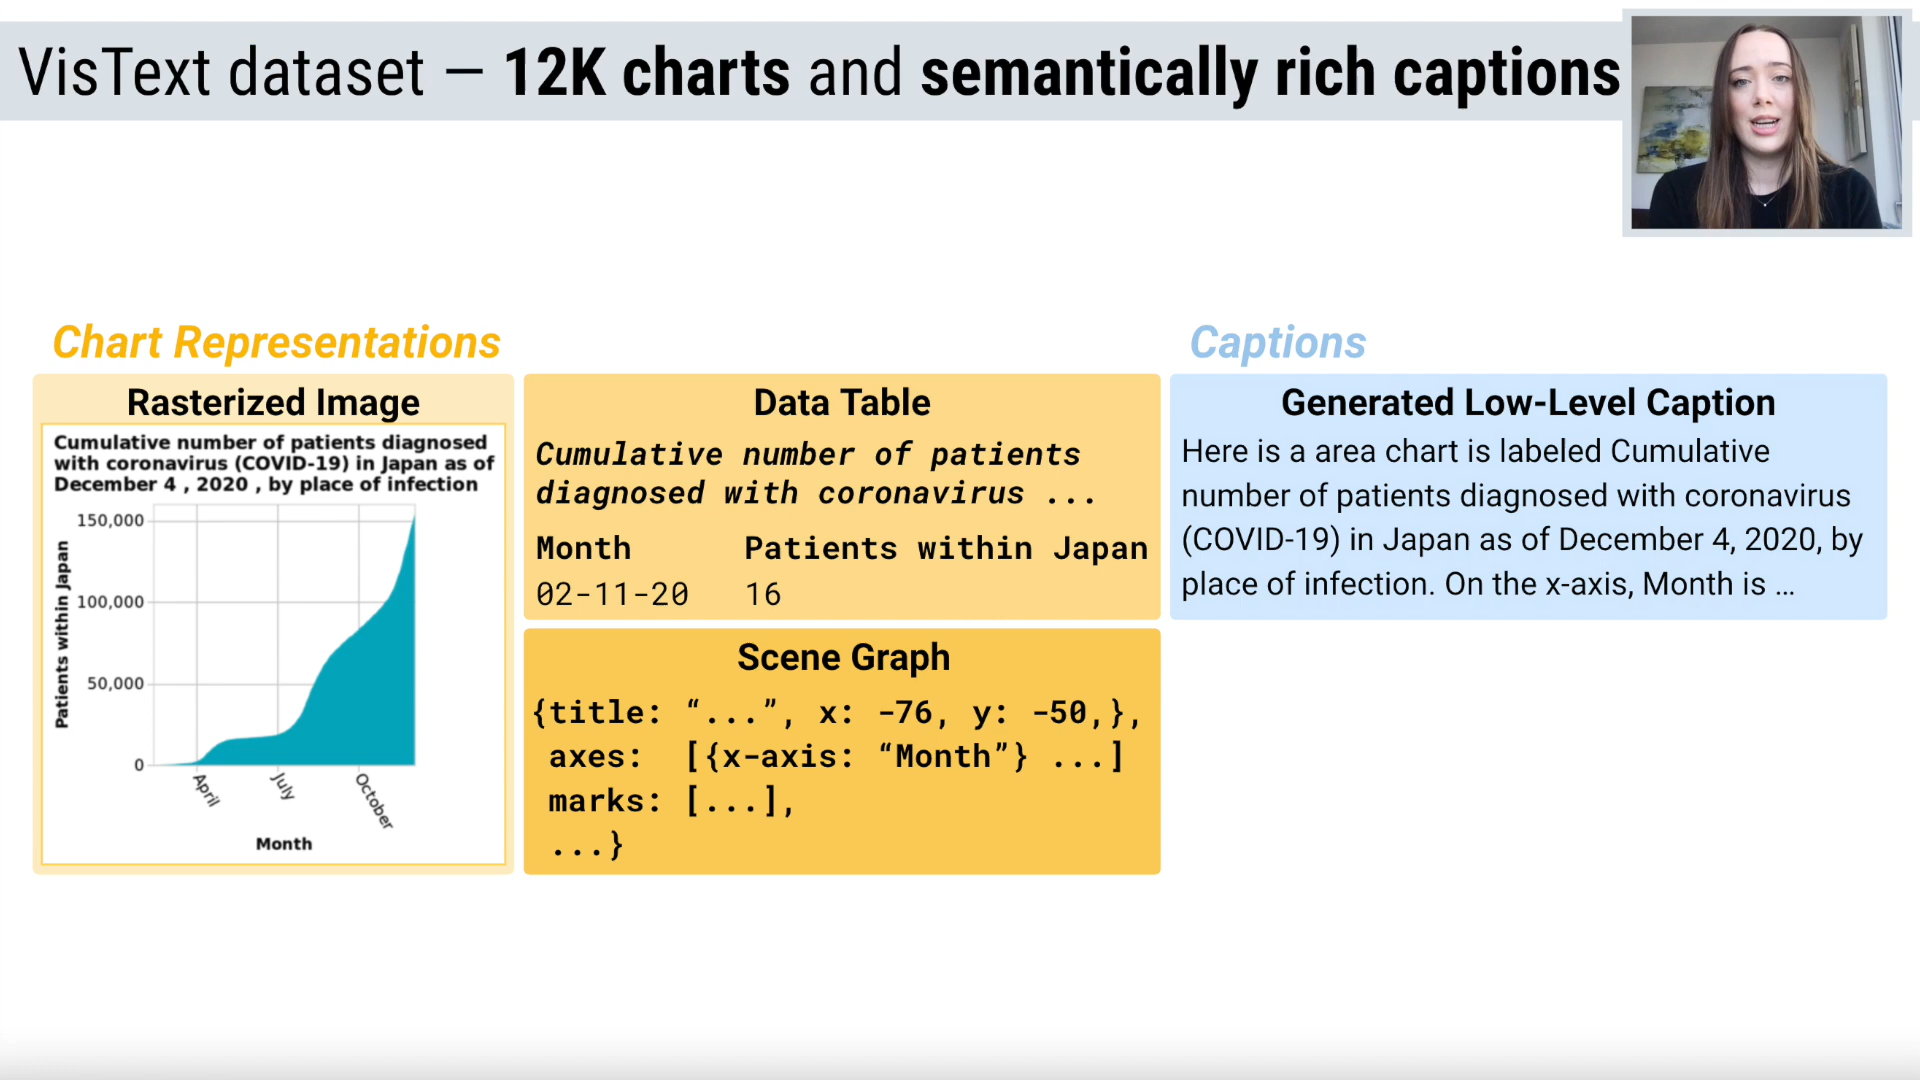 VisText dataset – 12K charts and semantically rich captions
Chart Representations
Rasterized Image
Cumulative number of patients diagnosed
with coronavirus (COVID-19) in Japan as of
December 4 , 2020 , by place of infection
Patients within Japan
150,000
100,000
50,000
0
April
July
October
Month
Data Table
Cumulative number of patients
diagnosed with coronavirus ...
Month Patients within Japan
02-11-20 16
Scene Graph
{title: “...”, x: -76, y: -50,},
axes: [{x-axis: “Month”} ...]
marks: [...],
...}
Captions
Generated Low-Level Caption
Here is a area chart is labeled Cumulative
number of patients diagnosed with coronavirus
(COVID-19) in Japan as of December 4, 2020, by
place of infection. On the x-axis, Month is ...